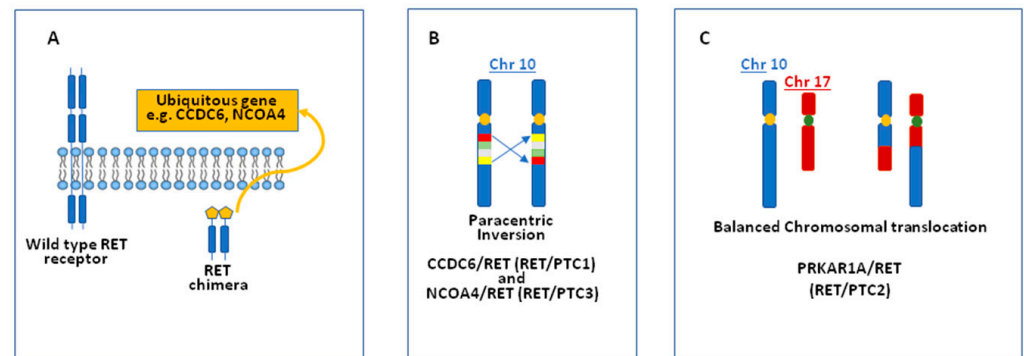 A
Ubiquitous gene
e.g. CCDC6, NCOA4
Wild type RET
receptor
RET
chimera
B
Chr 10
Paracentric
Inversion
CCDC6/RET (RET/PTC1)
and
NCOA4/RET (RET/PTC3)
C
Chr 10
Chr 17
Balanced Chromosomal translocation
PRKAR1A/RET
(RET/PTC2)